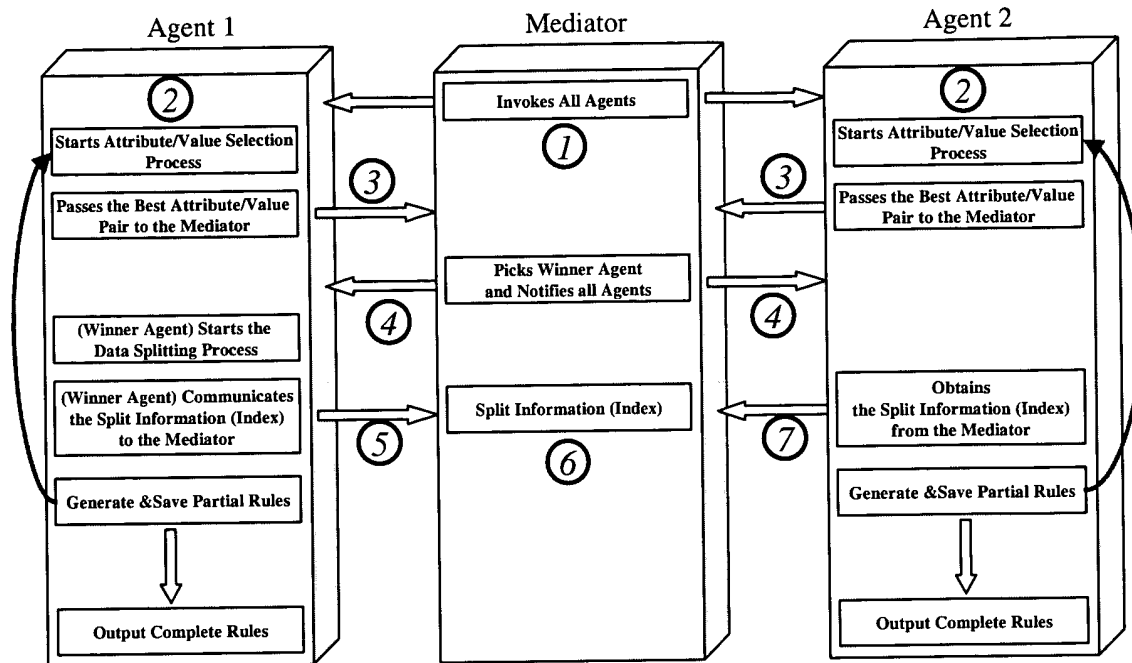 Agent 1
Mediator
Agent 2
2
Invokes All Agents
2
1
Starts Attribute/Value Selection
Process
Starts Attribute/Value Selection
Process
3
3
Passes the Best Attribute/Value
Pair to the Mediator
Passes the Best Attribute/Value
Pair to the Mediator
Picks Winner Agent
and Notifies all Agents
4
4
(Winner Agent) Starts the
Data Splitting Process
(Winner Agent) Communicates
the Split Information (Index)
to the Mediator
Split Information (Index)
Obtains
the Split Information (Index)
from the Mediator
5
6
7
Generate &Save Partial Rules
Generate &Save Partial Rules
Output Complete Rules
Output Complete Rules